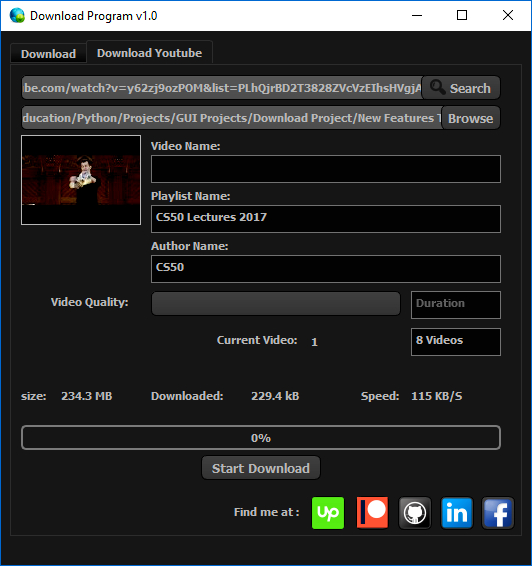 Download Program v1.0
Download
Download Youtube
be.com/watch?v=y62zj9ozPOM&list=PLhQjrBD2T3828ZVcVzEIhsHVgjA
Search
ducation/Python/Projects/GUI Projects/Download Project/New Features
Browse
Video Name:
Playlist Name:
CS50 Lectures 2017
Author Name:
CS50
Video Quality:
Duration
Current Video: 1
8 Videos
size: 234.3 MB Downloaded: 229.4 kB Speed: 115 KB/S
0%
Start Download
Find me at :
Up
in
f